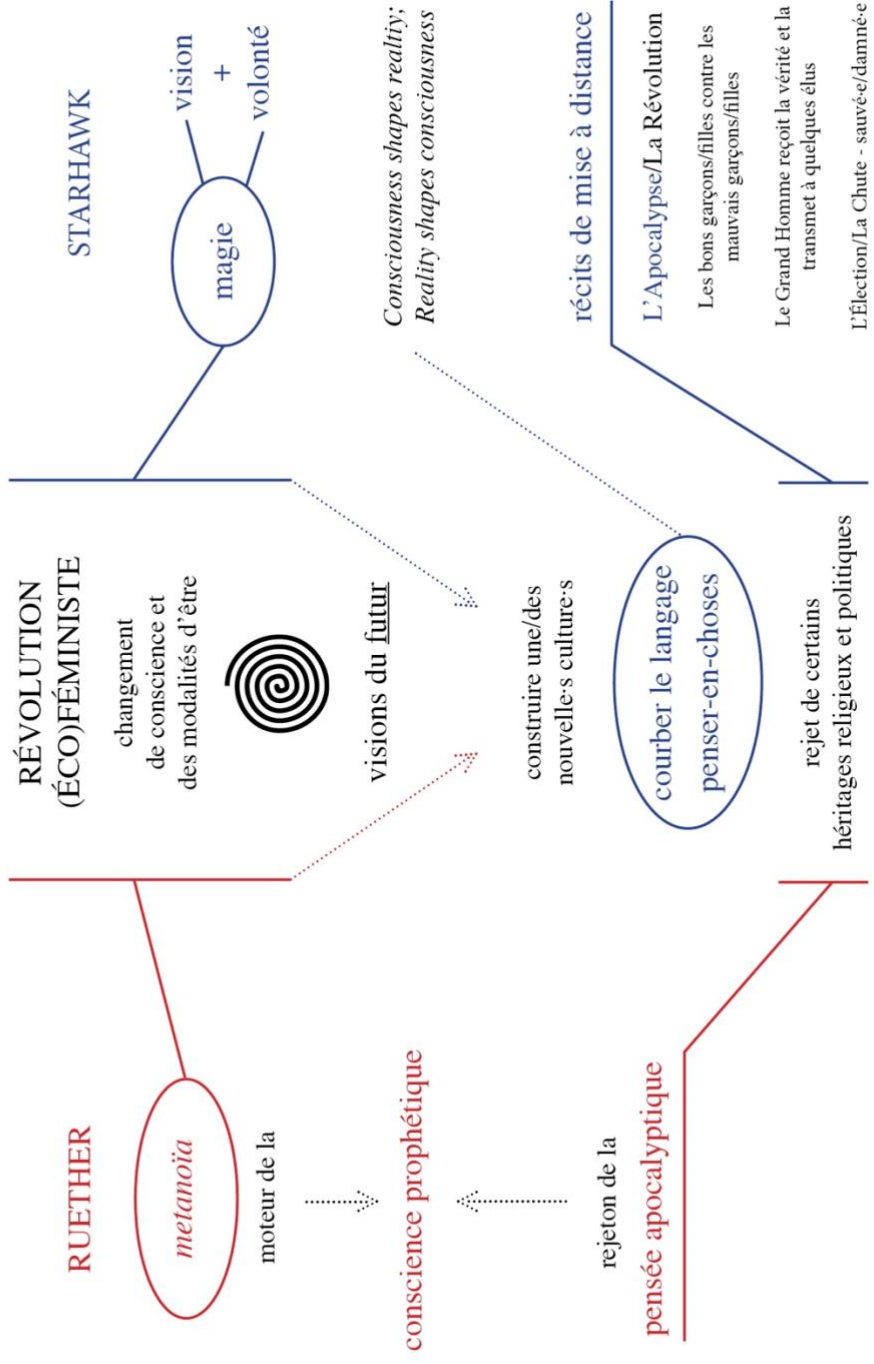 RUETHER
metanoïa
moteur de la
conscience prophétique
rejeton de la
pensée apocalyptique
RÉVOLUTION
(ÉCO)FÉMINISTE
changement
de conscience et
des modalités d'être
visions du futur
construire une/des
nouvelle·s culture·s
courber le langage
penser-en-choses
rejet de certains
héritages religieux et politiques
STARHAWK
magie
vision
+
volonté
Consciousness shapes realtiy;
Reality shapes consciousness
récits de mise à distance
L'Apocalypse/La Révolution
Les bons garçons/filles contre les
mauvais garçons/filles
Le Grand Homme reçoit la vérité et la
transmet à quelques élus
L'Élection/La Chute - sauvé·e/damné·e